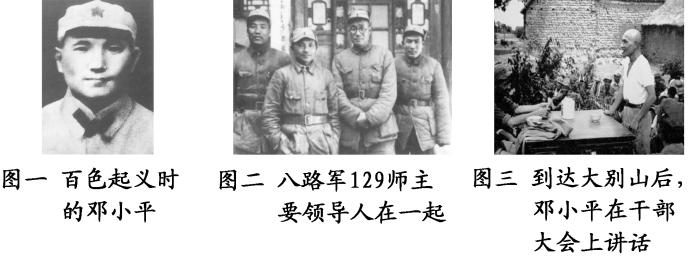 图一 百色起义时
的邓小平
图二 八路军129师主
要领导人在一起
图三 到达大别山后，
邓小平在干部
大会上讲话